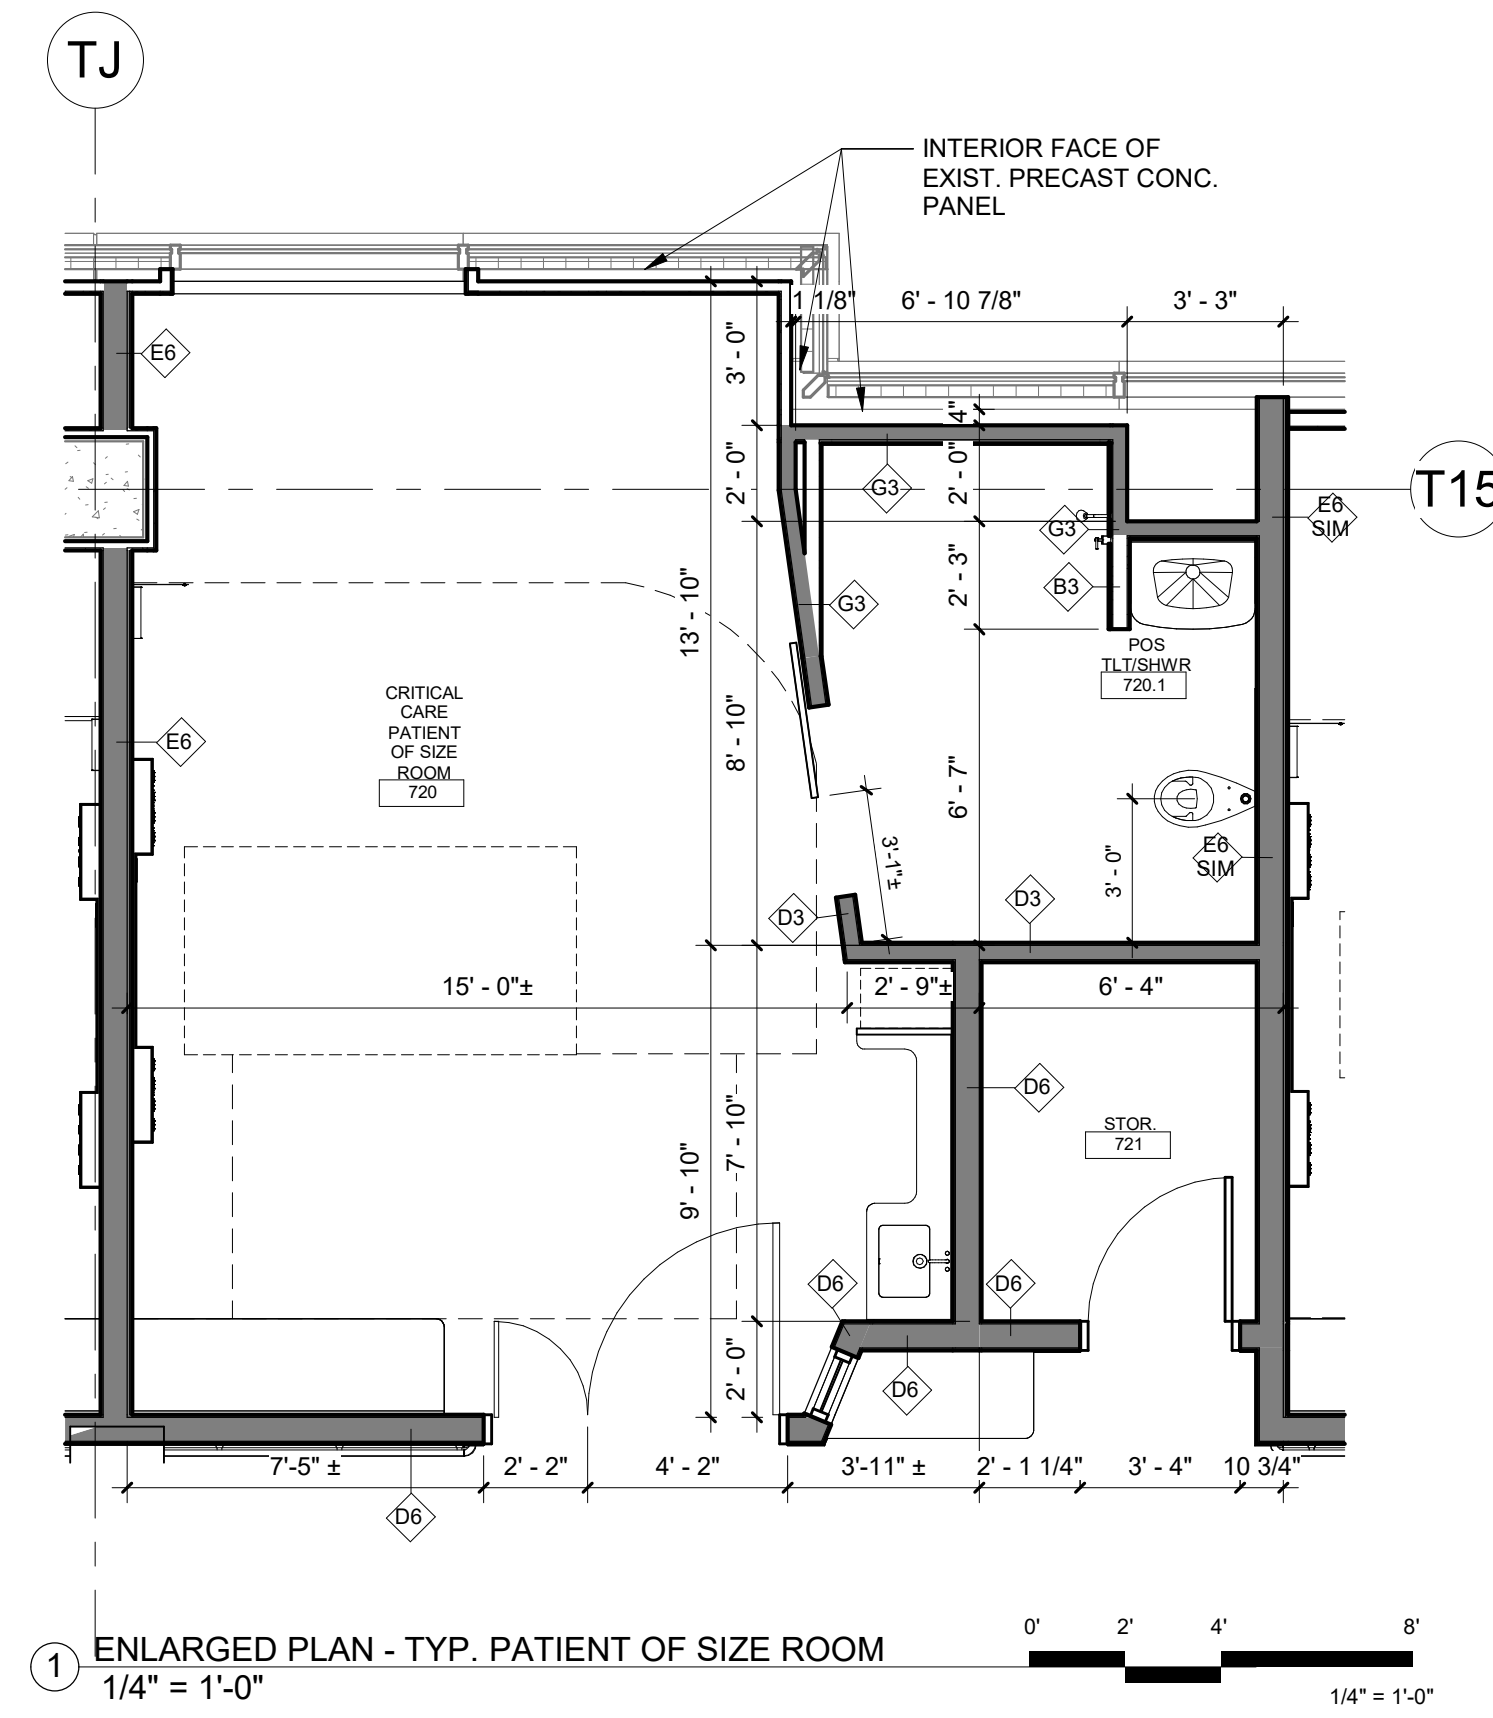 TJ
INTERIOR FACE OF
EXIST. PRECAST CONC.
PANEL
1 1/8"
6' - 10 7/8"
3' - 3"
E6
3' - 0"
4"
2' - 0"
2' - 0"
G3
T15
E6
SIM
G3
2' - 3"
B3
G3
13' - 10"
POS
TLT/SHWR
720.1
CRITICAL
CARE
PATIENT
OF SIZE
ROOM
720
E6
8' - 10"
6' - 7"
3'-1"±
3' - 0"
E6
SIM
D3
D3
15' - 0"±
2' - 9"±
6' - 4"
D6
STOR.
721
7' - 10"
9' - 10"
D6
D6
2' - 0"
D6
7'-5" ±
2' - 2"
4' - 2"
3'-11" ±
2' - 1 1/4"
3' - 4"
10 3/4"
D6
1
ENLARGED PLAN - TYP. PATIENT OF SIZE ROOM
1/4" = 1'-0"
0'
2'
4'
8'
1/4" = 1'-0"